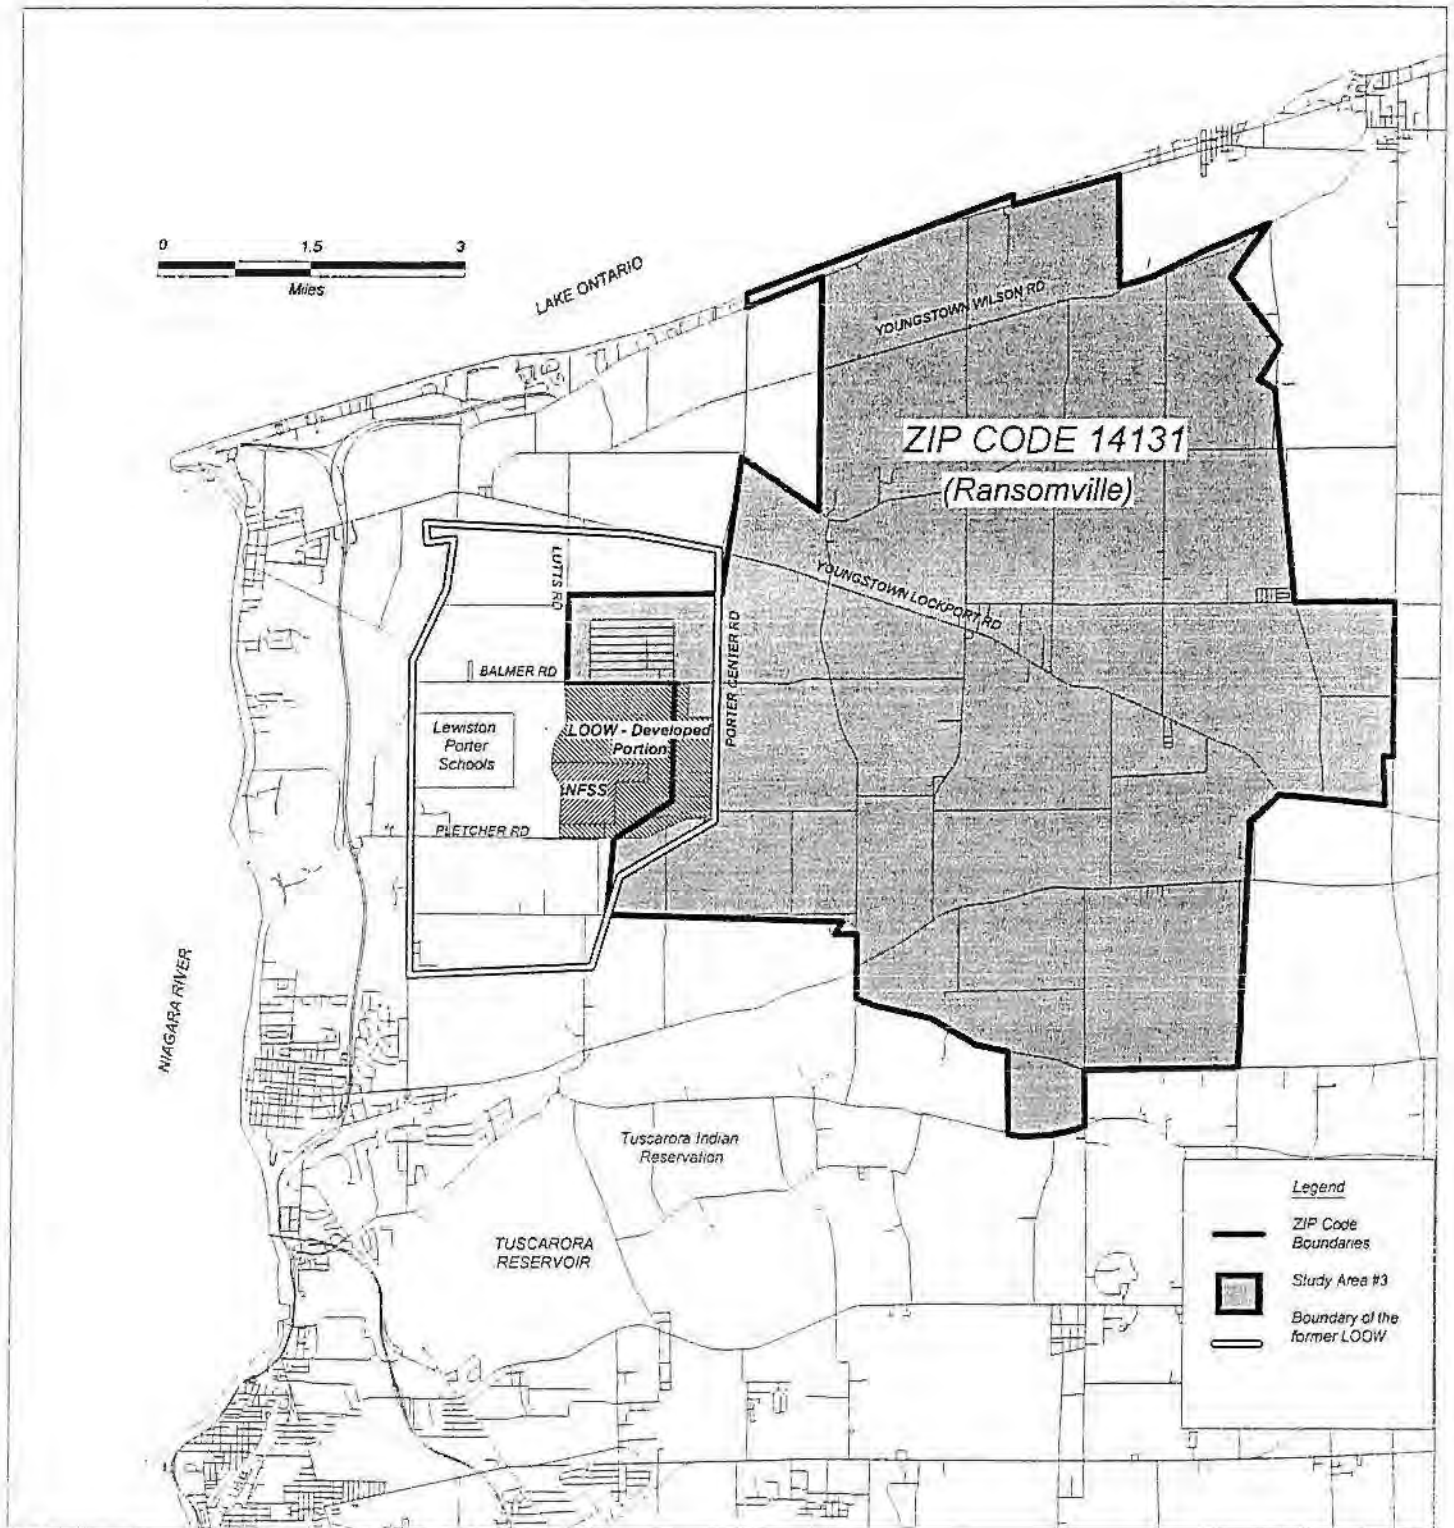 0 1.5 3
Miles
LAKE ONTARIO
YOUNGSTOWN WILSON RD
ZIP CODE 14131
(Ransomville)
LUTTS RD
YOUNGSTOWN LOCKPORT RD
PORTER CENTER RD
BALMER RD
Lewiston
Porter
Schools
LOOW - Developed
Portion
NFSS
PLETCHER RD
NIAGARA RIVER
Tuscarora Indian
Reservation
TUSCARORA
RESERVOIR
Legend
ZIP Code
Boundaries
Study Area #3
Boundary of the
former LOOW